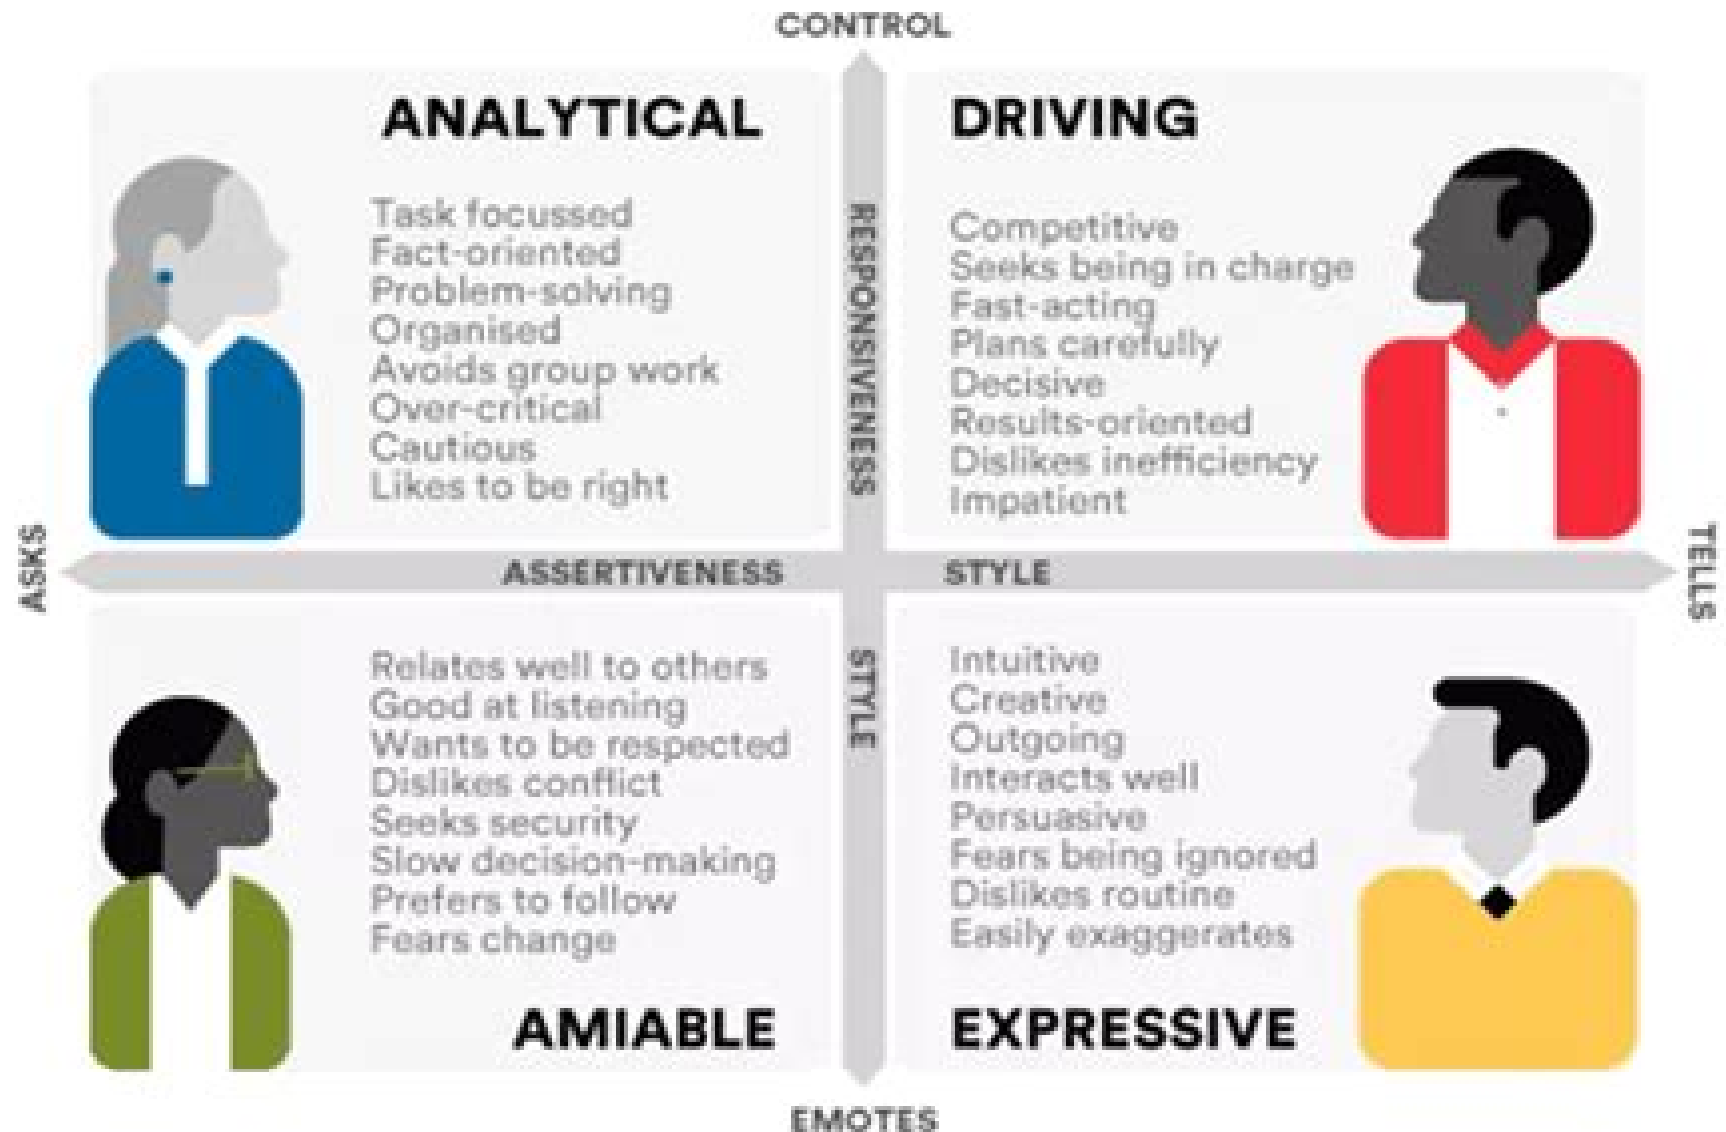 CONTROL
ANALYTICAL
Task focussed
Fact-oriented
Problem-solving
Organised
Avoids group work
Over-critical
Cautious
Likes to be right
DRIVING
Competitive
Seeks being in charge
Fast-acting
Plans carefully
Decisive
Results-oriented
Dislikes inefficiency
Impatient
RESPONSIVENESS
STYLE
ASKS
ASSERTIVENESS
STYLE
TELLS
Relates well to others
Good at listening
Wants to be respected
Dislikes conflict
Seeks security
Slow decision-making
Prefers to follow
Fears change
AMIABLE
Intuitive
Creative
Outgoing
Interacts well
Persuasive
Fears being ignored
Dislikes routine
Easily exaggerates
EXPRESSIVE
EMOTES